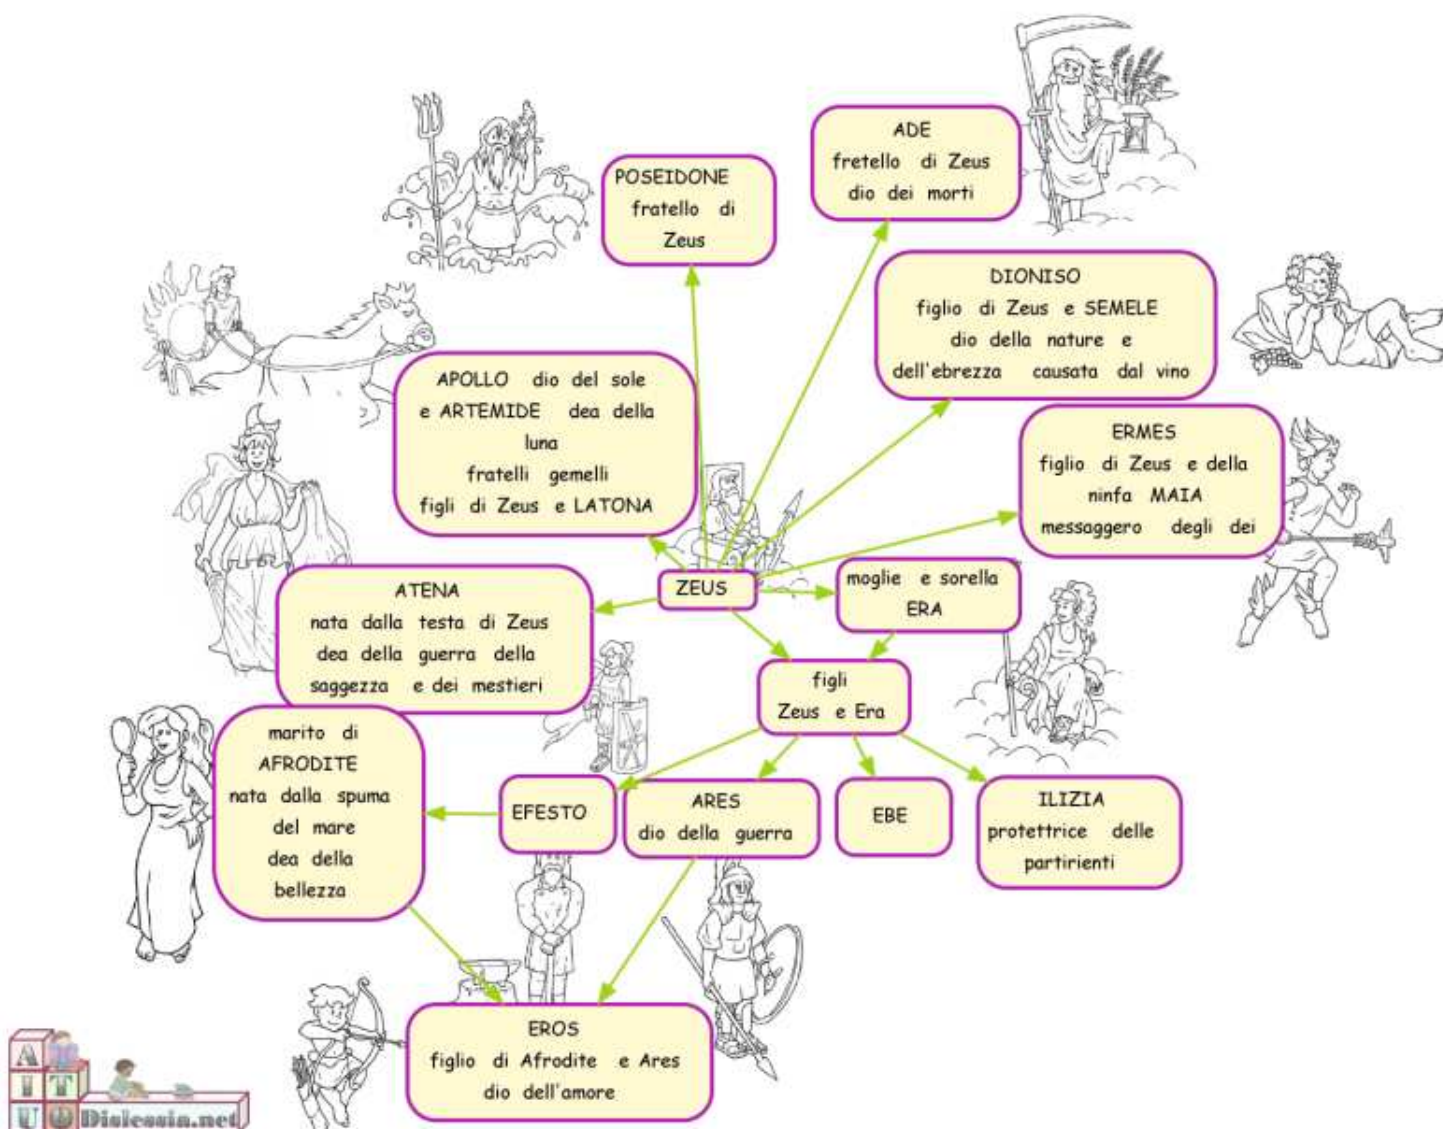 ADE
fretello di Zeus
dio dei morti
POSEIDONE
fratello di
Zeus
DIONISO
figlio di Zeus e SEMELE
dio della nature e
dell'ebrezza causata dal vino
APOLLO dio del sole
e ARTEMIDE dea della
luna
fratelli gemelli
figli di Zeus e LATONA
ERMES
figlio di Zeus e della
ninfa MAIA
messaggero degli dei
ZEUS
moglie e sorella
ERA
ATENA
nata dalla testa di Zeus
dea della guerra della
saggezza e dei mestieri
figli
Zeus e Era
marito di
AFRODITE
nata dalla spuma
del mare
dea della
bellezza
EFESTO
ARES
dio della guerra
EBE
ILIZIA
protettrice delle
partirienti
EROS
figlio di Afrodite e Ares
dio dell'amore
A
I T
U O Dislessia.net